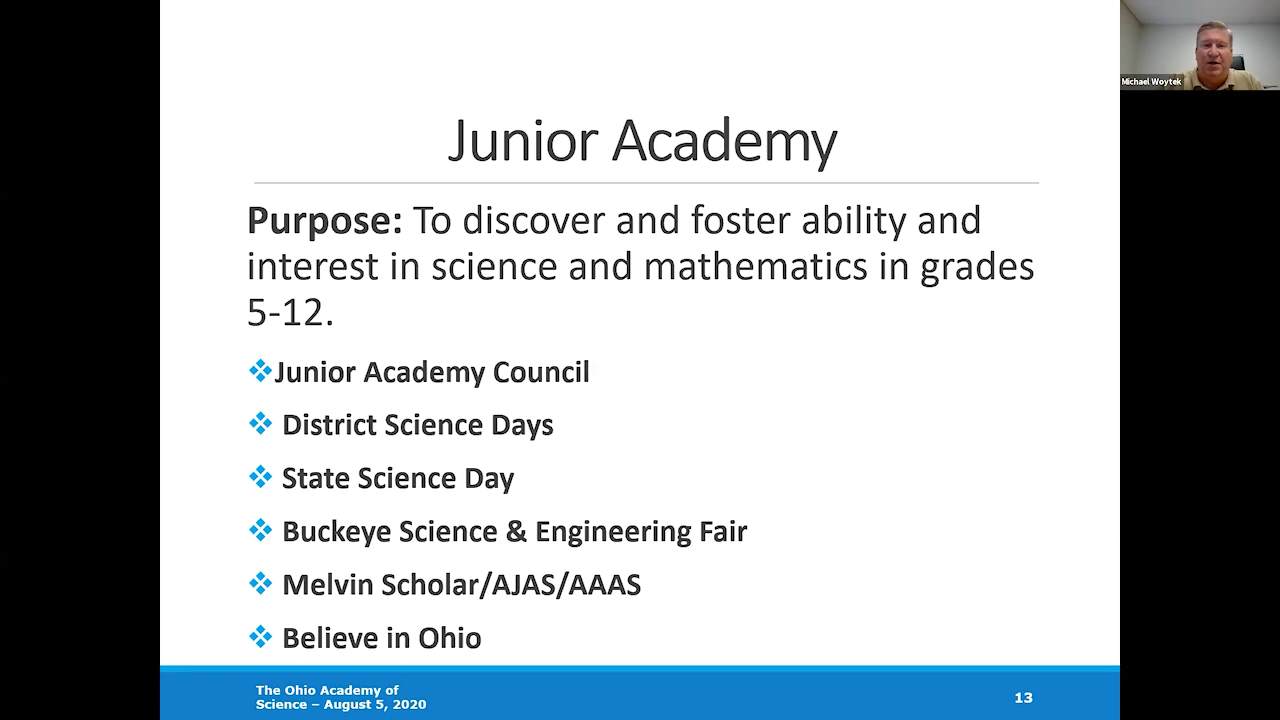 Michael Woytek
Junior Academy
Purpose: To discover and foster ability and
interest in science and mathematics in grades
5-12.
Junior Academy Council
District Science Days
State Science Day
Buckeye Science & Engineering Fair
Melvin Scholar/AJAS/AAAS
Believe in Ohio
The Ohio Academy of
Science – August 5, 2020
13